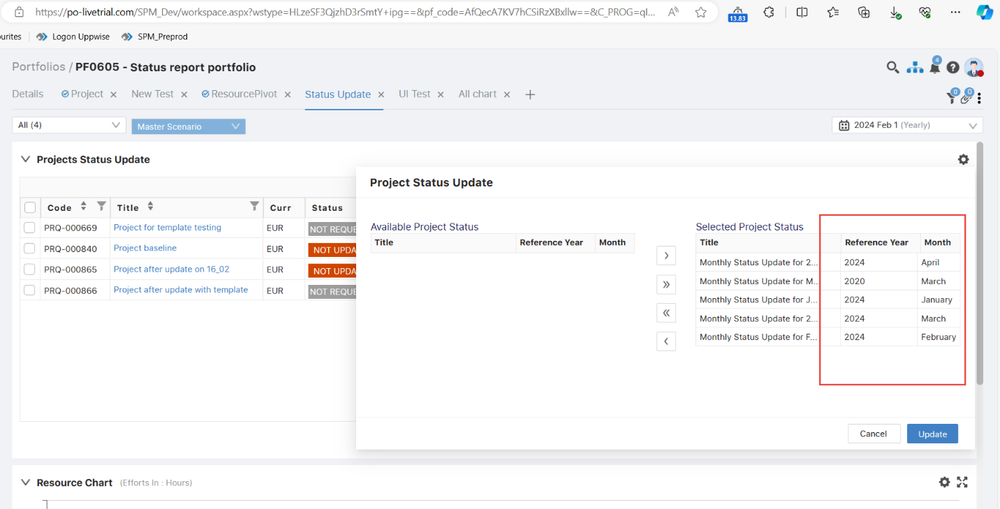 https://po-livetrial.com/SPM_Dev/workspace.aspx?wstype=HLzeSF3QjzhD3rSmtY+ipg==&pf_code=AfQecA7KV7hCSiRzXBxllw==&C_PROG=qI...
13.83
ourites
Logon Uppwise
SPM_Preprod
Portfolios / PF0605 - Status report portfolio
4
Details
Project
New Test
ResourcePivot
Status Update
UI Test
All chart
0
0
All (4)
Master Scenario
2024 Feb 1 (Yearly)
Projects Status Update
Code Title Curr Status
PRQ-000669 Project for template testing EUR NOT REQUE
PRQ-000840 Project baseline EUR NOT UPDA
PRQ-000865 Project after update on 16_02 EUR NOT UPDA
PRQ-000866 Project after update with template EUR NOT REQUE
Project Status Update
Available Project Status
Title Reference Year Month
Selected Project Status
Title Reference Year Month
Monthly Status Update for 2... 2024 April
Monthly Status Update for M... 2020 March
Monthly Status Update for J... 2024 January
Monthly Status Update for 2... 2024 March
Monthly Status Update for F... 2024 February
Cancel
Update
Resource Chart (Efforts In : Hours)